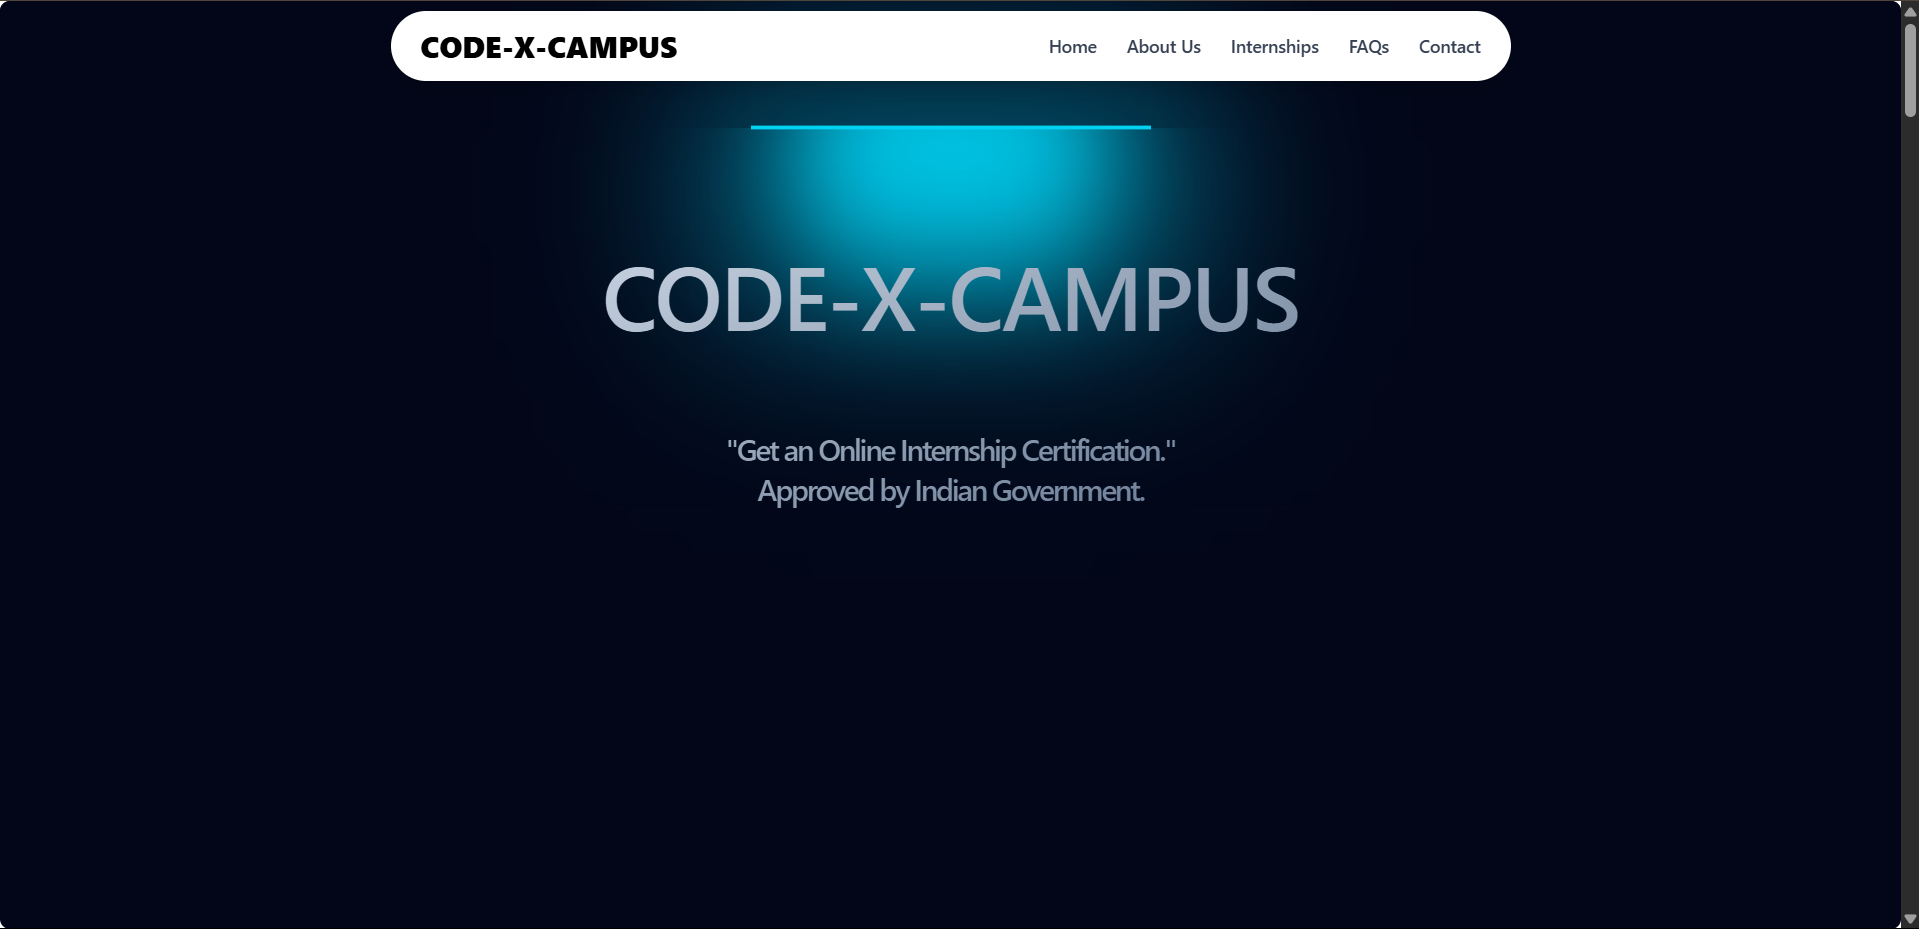 CODE-X-CAMPUS
Home About Us Internships FAQs Contact
CODE-X-CAMPUS
"Get an Online Internship Certification."
Approved by Indian Government.